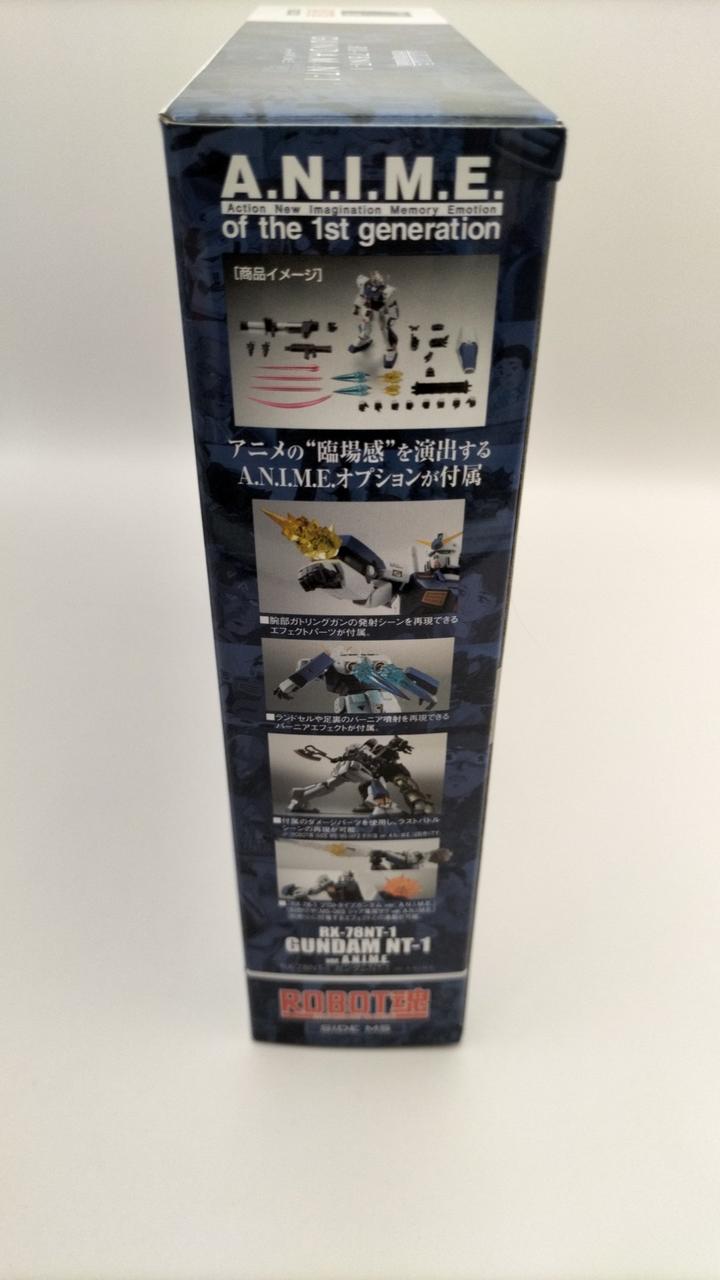 A.N.I.M.E.
Action New Imagination Memory Emotion
of the 1st generation
[商品イメージ]
アニメの“臨場感”を演出する
A.N.I.M.E.オプションが付属
■腕部ガトリングガンの発射シーンを再現できる
エフェクトパーツが付属。
■ランドセルや足裏のバーニア噴射を再現できる
バーニアエフェクトが付属。
■付属のダメージパーツを使用し、ラストバトル
シーンの再現が可能。
RX-78NT-1
GUNDAM NT-1
ver. A.N.I.M.E.
ROBOT魂
SIDE MS